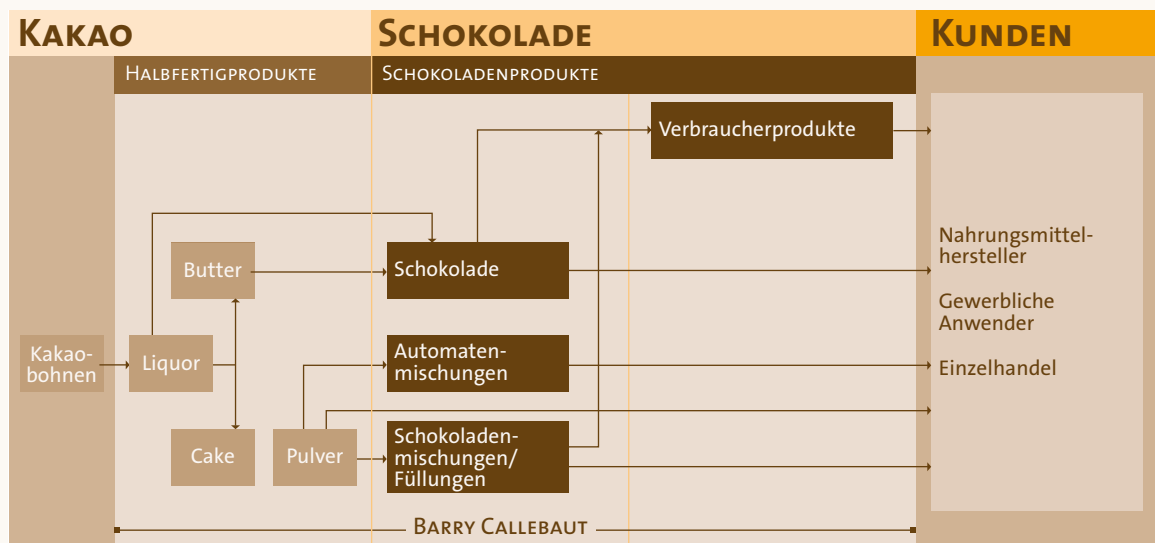 KAKAO
SCHOKOLADE
KUNDEN
HALBFERTIGPRODUKTE
SCHOKOLADENPRODUKTE
Verbraucherprodukte
Nahrungsmittel-
hersteller
Gewerbliche
Anwender
Einzelhandel
Butter
Schokolade
Kakao-
bohnen
Liquor
Automaten-
mischungen
Cake
Pulver
Schokoladen-
mischungen/
Füllungen
BARRY CALLEBAUT